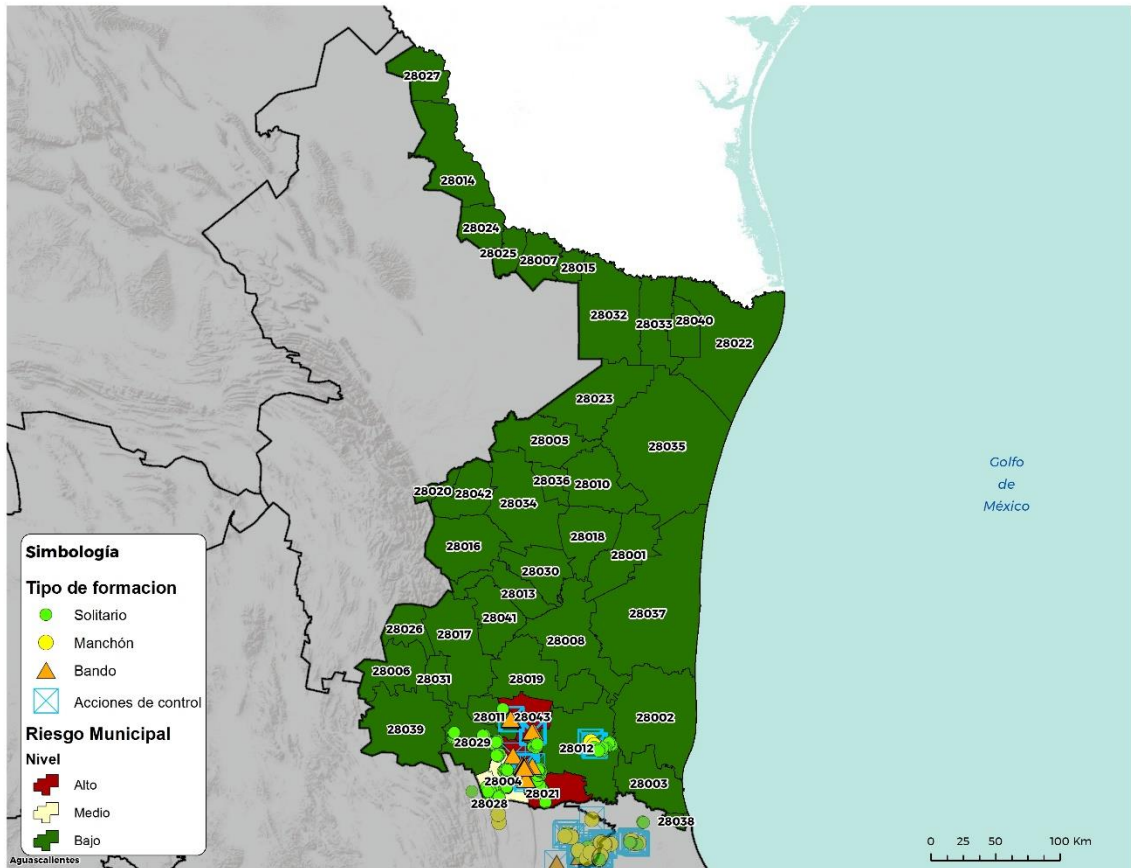 28027
28014
28024
28025
28007
28015
28032
28033
28040
28022
28023
28005
28035
28036
28010
28020
28042
28034
28018
28001
28016
28030
28013
28041
28037
28026
28017
28008
28006
28031
28019
28011
28043
28002
28039
28029
28012
28004
28003
28021
28028
28038
Golfo
de
México
Simbología
Tipo de formacion
Solitario
Manchón
Bando
Acciones de control
Riesgo Municipal
Nivel
Alto
Medio
Bajo
Aguascalientes
0 25 50 100 Km